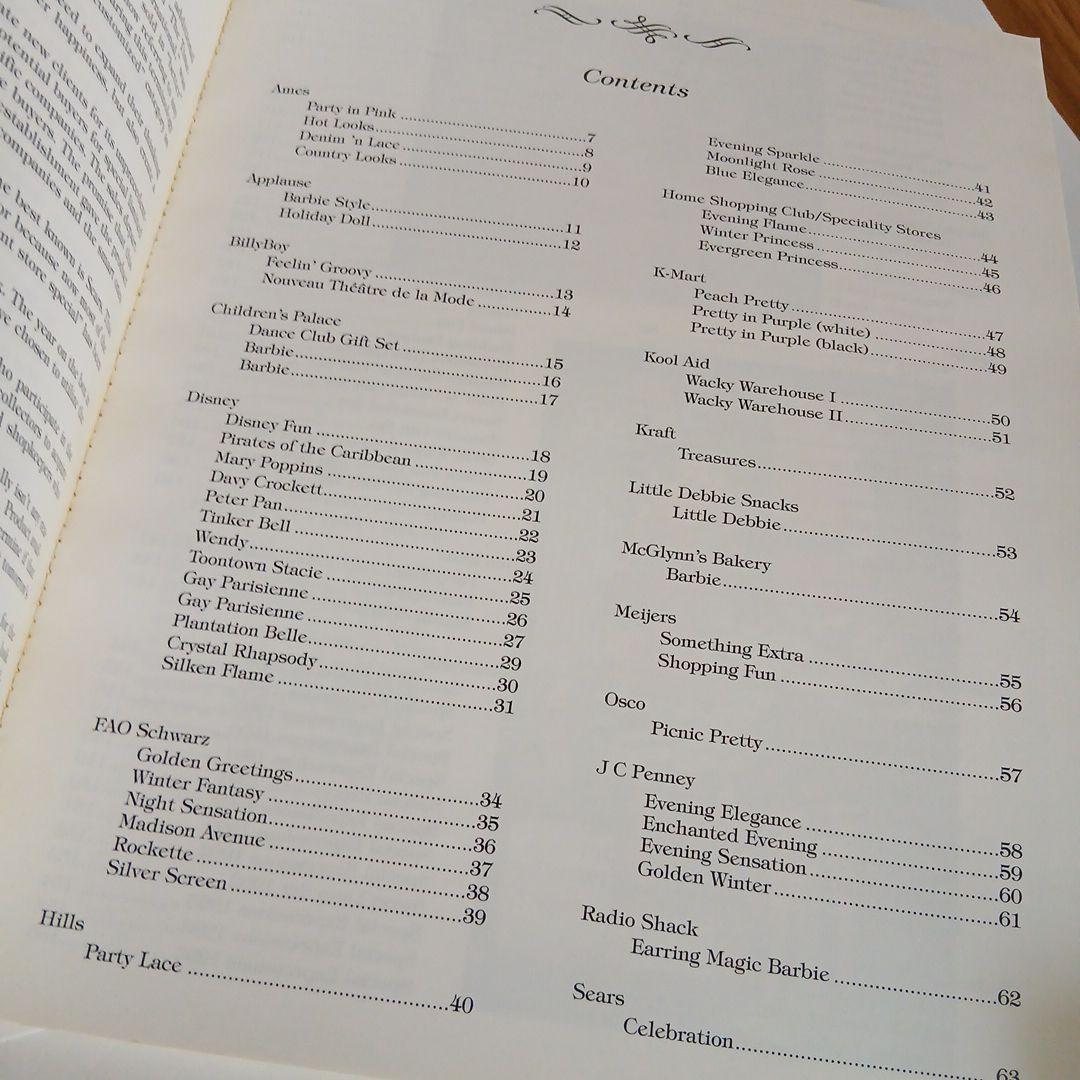 Contents
Ames
Party in Pink 7
Hot Looks 8
Denim 'n Lace 9
Country Looks 10
Applause
Barbie Style 11
Holiday Doll 12
BillyBoy
Feelin' Groovy 13
Nouveau Théâtre de la Mode 14
Children's Palace
Dance Club Gift Set 15
Barbie 16
Barbie 17
Disney
Disney Fun 18
Pirates of the Caribbean 19
Mary Poppins 20
Davy Crockett 21
Peter Pan 22
Tinker Bell 23
Wendy 24
Toontown Stacie 25
Gay Parisienne 26
Gay Parisienne 27
Plantation Belle 29
Crystal Rhapsody 30
Silken Flame 31
FAO Schwarz
Golden Greetings 34
Winter Fantasy 35
Night Sensation 36
Madison Avenue 37
Rockette 38
Silver Screen 39
Hills
Party Lace 40
Evening Sparkle 41
Moonlight Rose 42
Blue Elegance 43
Home Shopping Club/Speciality Stores
Evening Flame 44
Winter Princess 45
Evergreen Princess 46
K-Mart
Peach Pretty 47
Pretty in Purple (white) 48
Pretty in Purple (black) 49
Kool Aid
Wacky Warehouse I 50
Wacky Warehouse II 51
Kraft
Treasures 52
Little Debbie Snacks
Little Debbie 53
McGlynn's Bakery
Barbie 54
Meijers
Something Extra 55
Shopping Fun 56
Osco
Picnic Pretty 57
J C Penney
Evening Elegance 58
Enchanted Evening 59
Evening Sensation 60
Golden Winter 61
Radio Shack
Earring Magic Barbie 62
Sears
Celebration 63